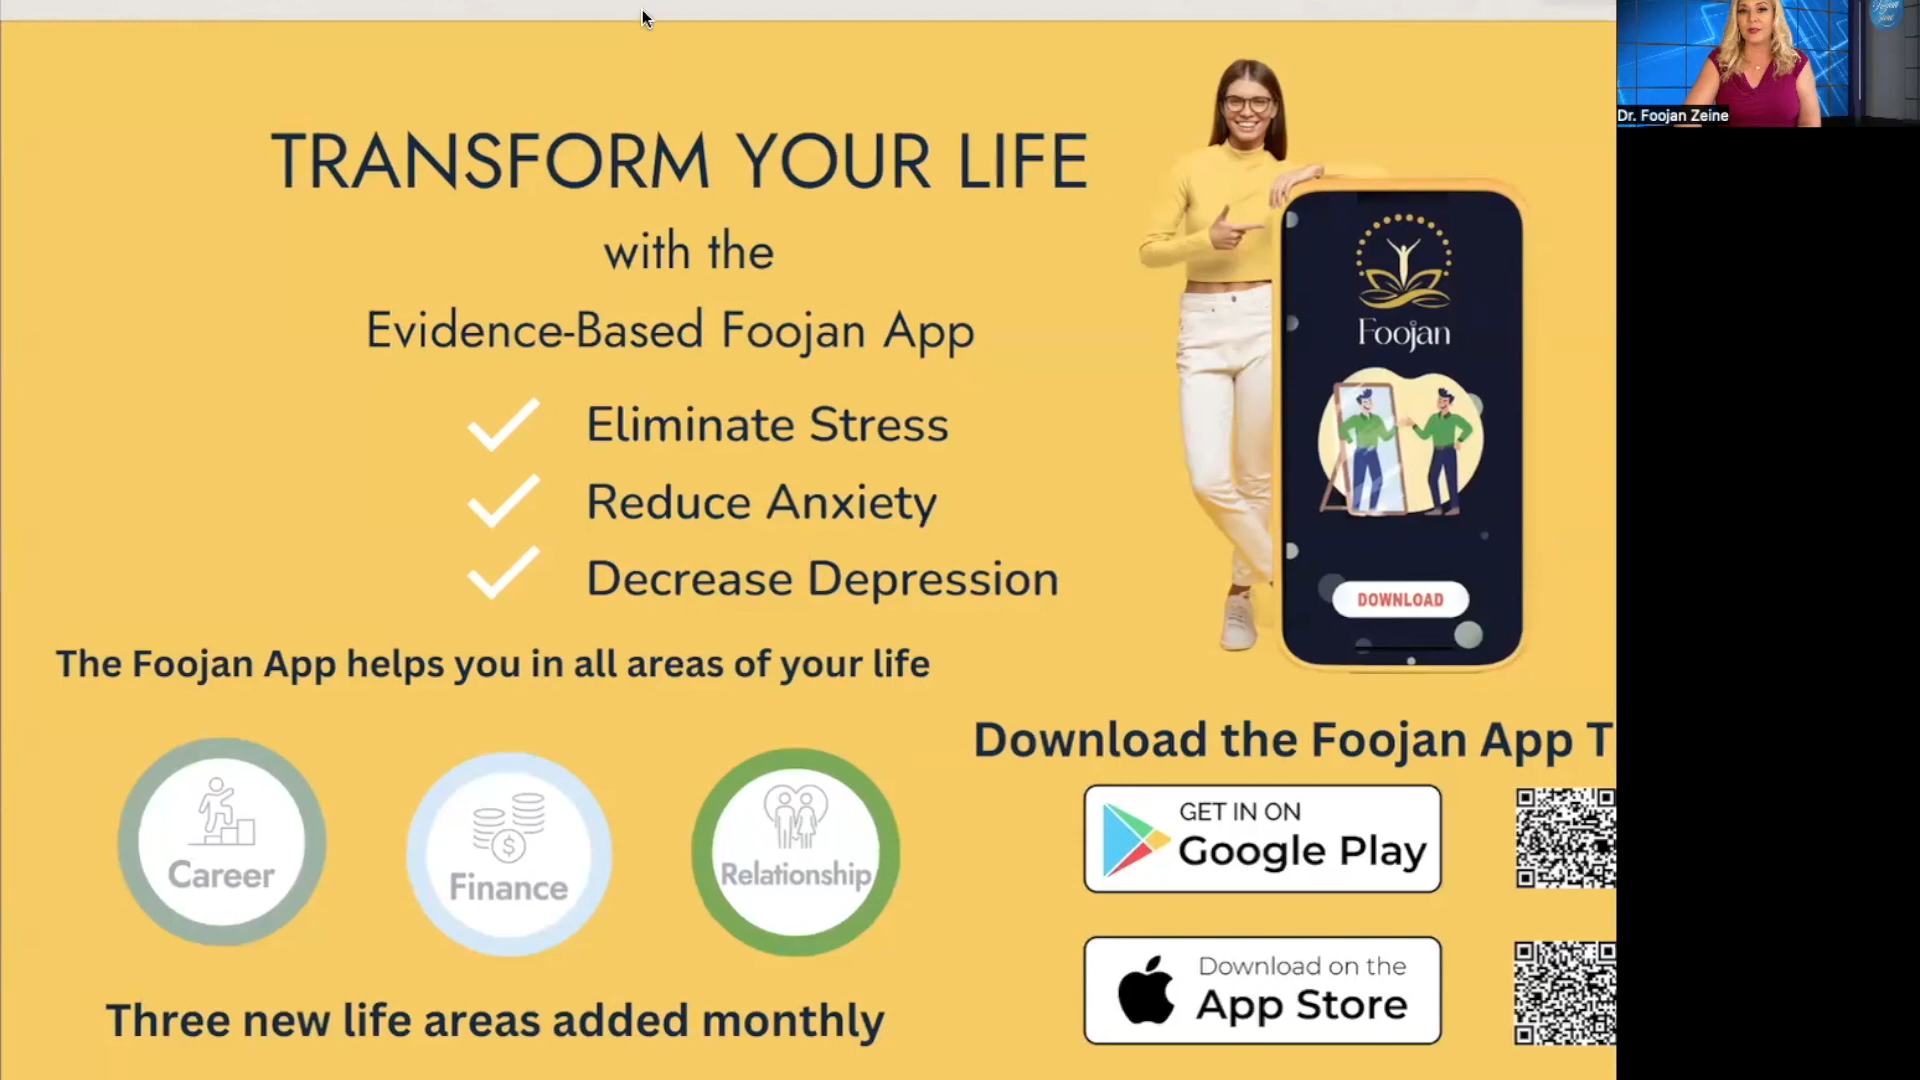 TRANSFORM YOUR LIFE
with the
Evidence-Based Foojan App
Eliminate Stress
Reduce Anxiety
Decrease Depression
The Foojan App helps you in all areas of your life
Career
Finance
Relationship
Three new life areas added monthly
Foojan
DOWNLOAD
Download the Foojan App T
GET IN ON
Google Play
Download on the
App Store
Dr. Foojan Zeine